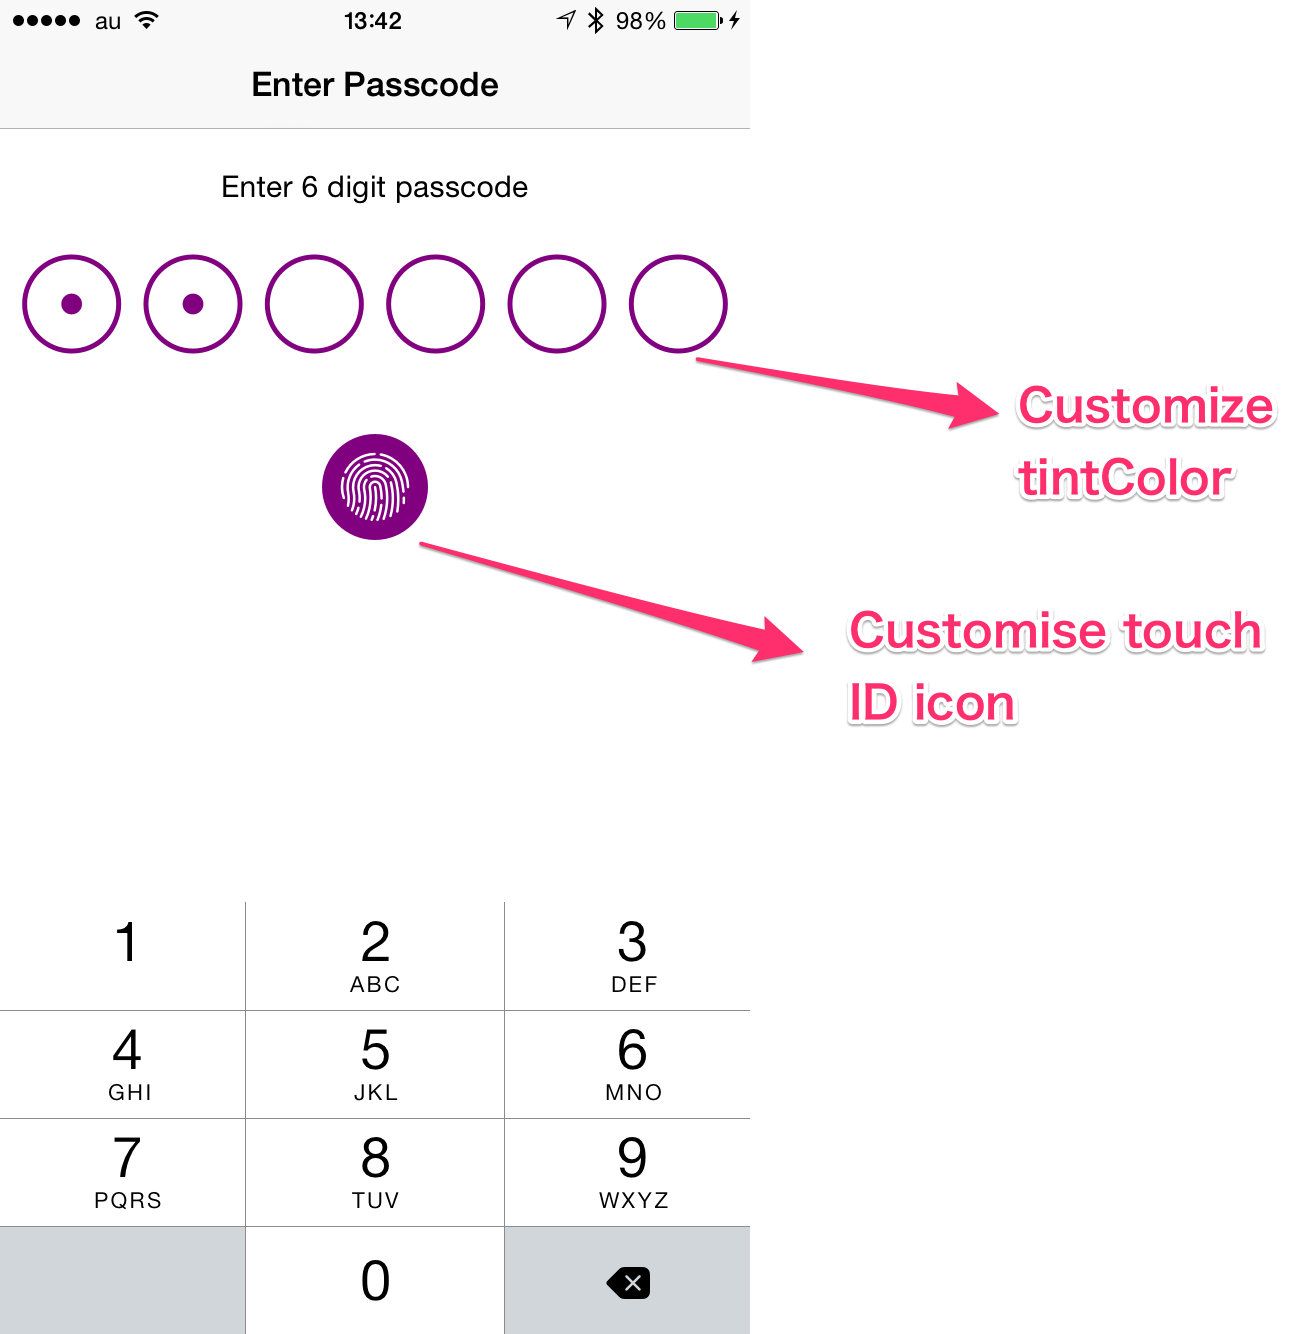 au 13:42 98%
Enter Passcode
Enter 6 digit passcode
Customize
tintColor
Customise touch
ID icon
1 2 3
ABC DEF
4 5 6
GHI JKL MNO
7 8 9
PQRS TUV WXYZ
0